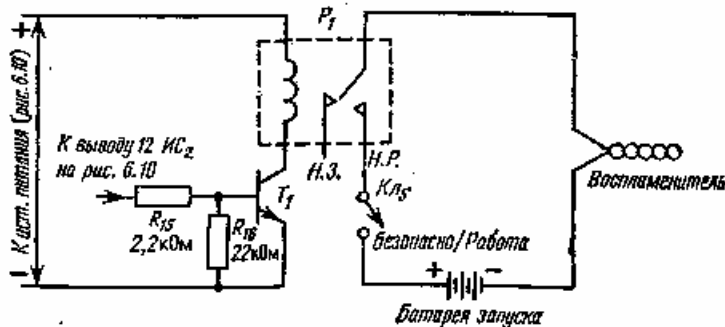 P₁
+
К ист. питания (рис. 6.10)
−
К выводу 12 ИС₂
на рис. 6.10
R₁₅
2,2кОм
R₁₆
22кОм
T₁
Н.З.
Н.Р.
Кл₅
Безопасно/Работа
+
−
Батарея запуска
Воспламенитель